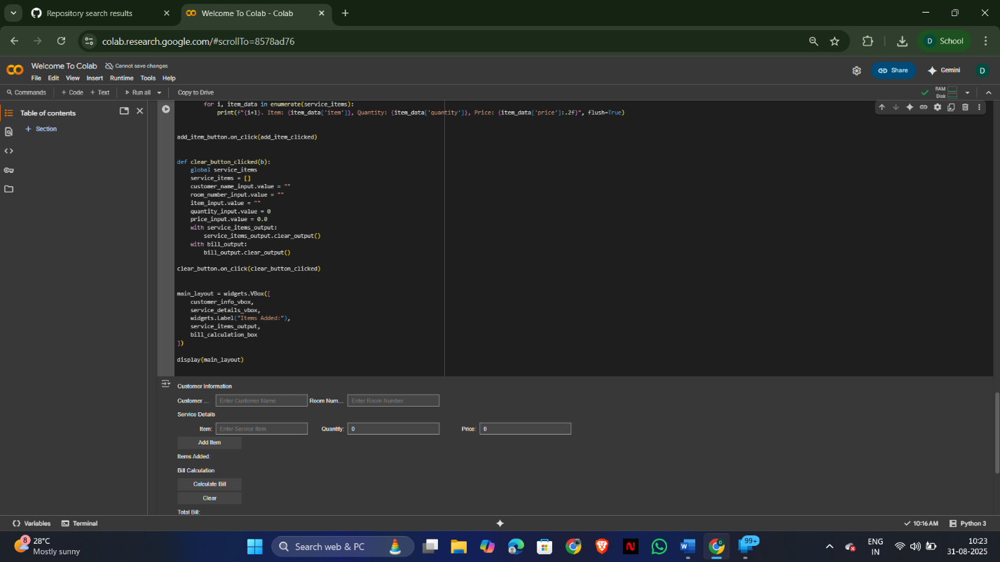 Repository search results
Welcome To Colab - Colab
colab.research.google.com/#scrollTo=8578ad76
D School
Welcome To Colab
Cannot save changes
File Edit View Insert Runtime Tools Help
Share
Gemini
D
Commands
+ Code + Text
Run all
Copy to Drive
RAM
Disk
Table of contents
+ Section
for i, item_data in enumerate(service_items):
print(f"{i+1}. Item: {item_data['item']}, Quantity: {item_data['quantity']}, Price: {item_data['price']:.2f}", flush=True)
add_item_button.on_click(add_item_clicked)
def clear_button_clicked(b):
global service_items
service_items = []
customer_name_input.value = ""
room_number_input.value = ""
item_input.value = ""
quantity_input.value = 0
price_input.value = 0.0
with service_items_output:
service_items_output.clear_output()
with bill_output:
bill_output.clear_output()
clear_button.on_click(clear_button_clicked)
main_layout = widgets.VBox([
customer_info_vbox,
service_details_vbox,
widgets.Label("Items Added:"),
service_items_output,
bill_calculation_box
])
display(main_layout)
Customer Information
Customer ... Enter Customer Name Room Num... Enter Room Number
Service Details
Item: Enter Service Item Quantity: 0 Price: 0
Add Item
Items Added:
Bill Calculation
Calculate Bill
Clear
Total Bill:
Variables Terminal
10:16 AM Python 3
8
28°C
Mostly sunny
Search web & PC
99+
ENG
IN
10:23
31-08-2025